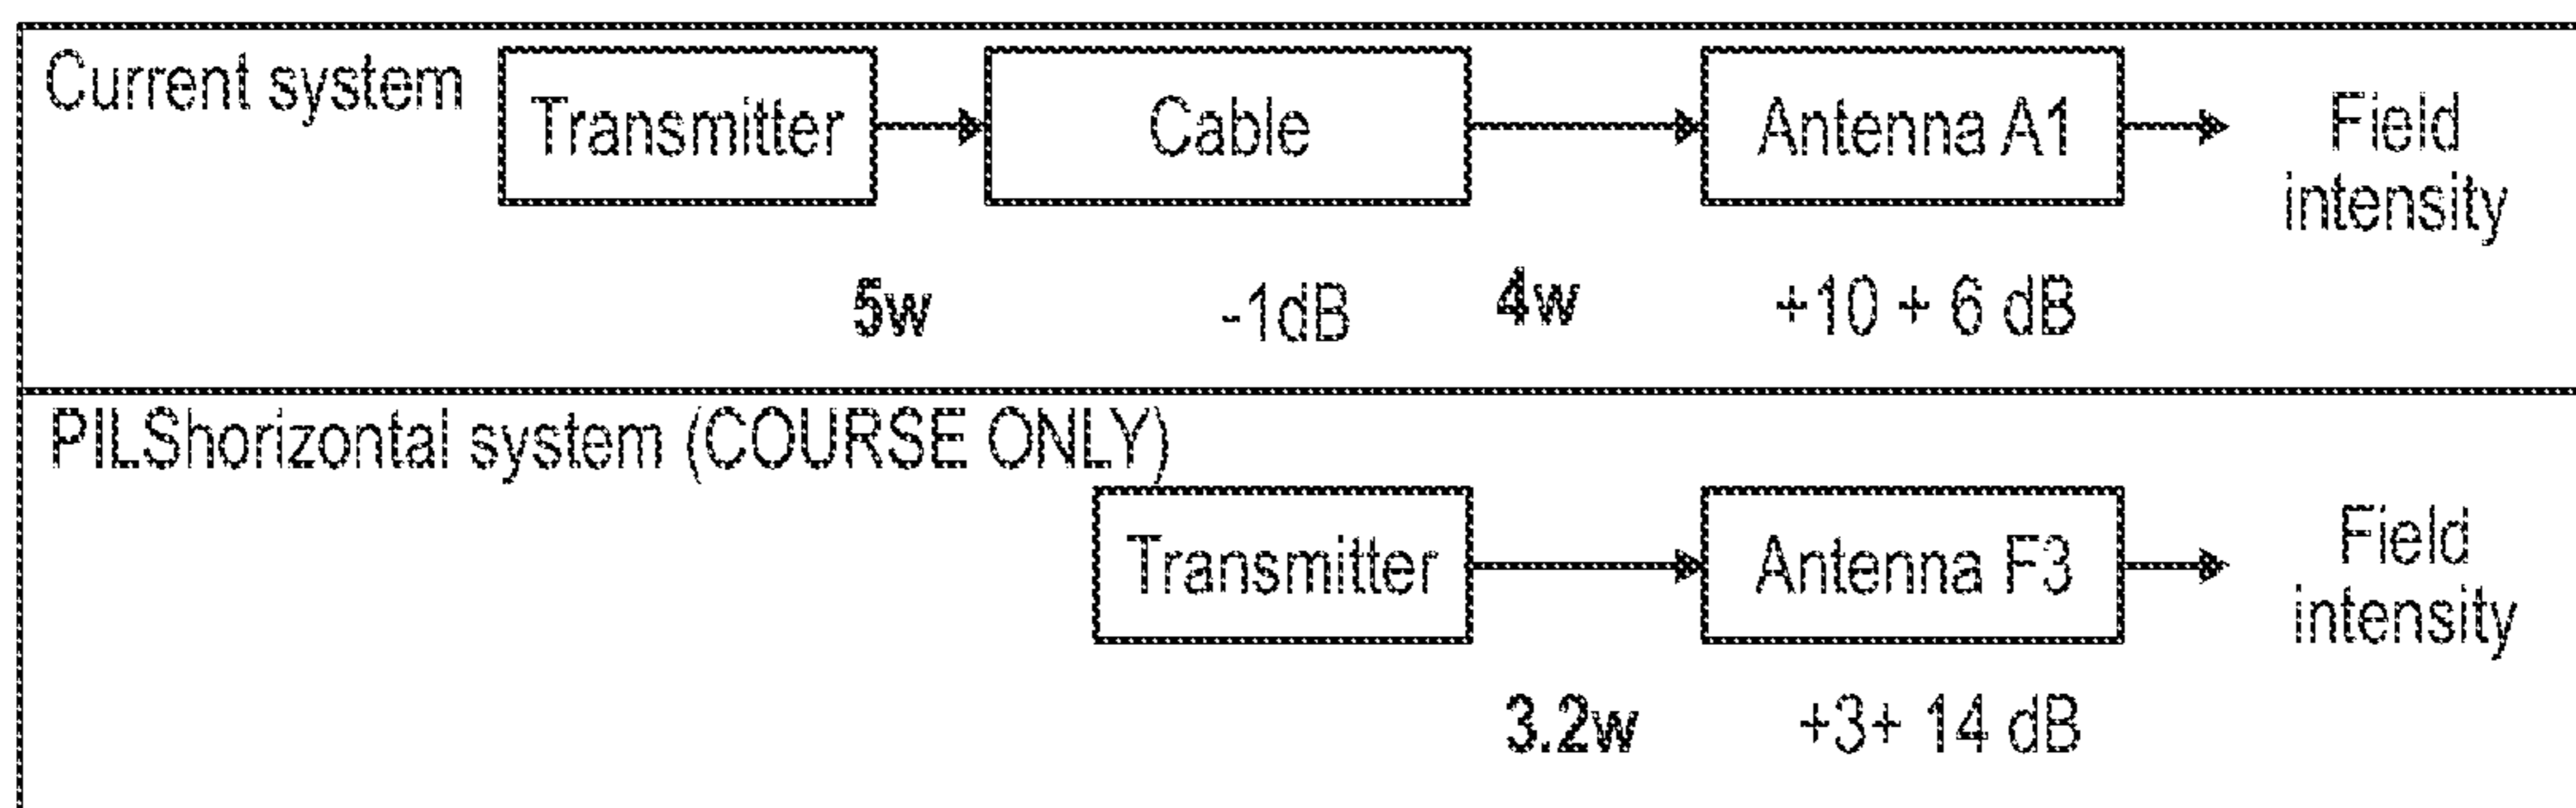 Current system
Transmitter
Cable
Antenna A1
Field
intensity
5w
-1dB
4w
+10 + 6 dB
PILShorizontal system (COURSE ONLY)
Transmitter
Antenna F3
Field
intensity
3.2w
+3+ 14 dB